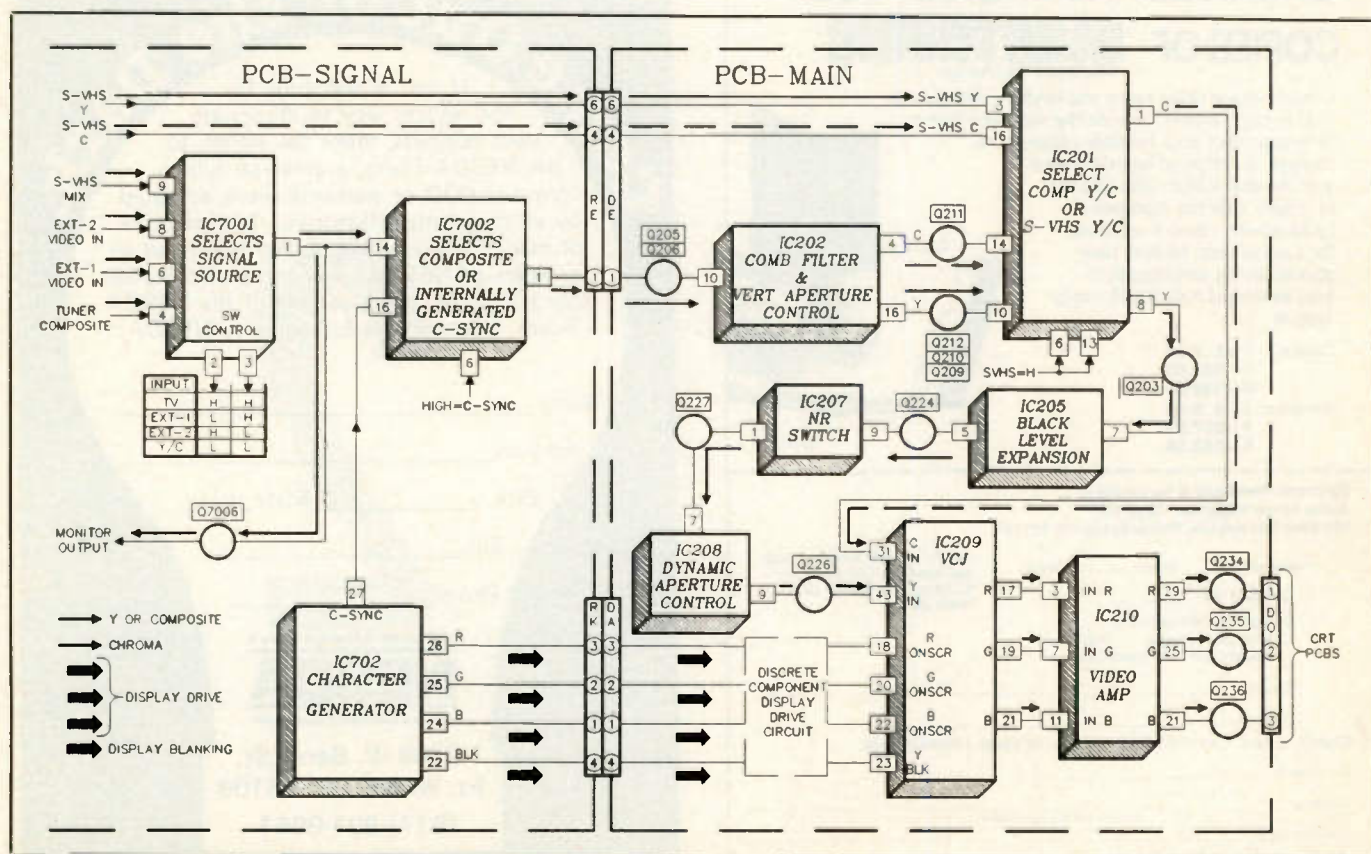 PCB-SIGNAL
PCB-MAIN
S-VHS
Y
S-VHS
C
6
4
6
4
RE
DE
1
1
S-VHS Y
S-VHS C
3
16
IC201
SELECT
COMP Y/C
OR
S-VHS Y/C
1
C
14
10
8
Y
6
13
SVHS=H
S-VHS
MIX
9
EXT-2
VIDEO IN
8
EXT-1
VIDEO IN
6
TUNER
COMPOSITE
4
IC7001
SELECTS
SIGNAL
SOURCE
SW
CONTROL
1
2
3
INPUT
TV H H
EXT-1 L H
EXT-2 H L
Y/C L L
14
16
IC7002
SELECTS
COMPOSITE
OR
INTERNALLY
GENERATED
C-SYNC
1
6
HIGH=C-SYNC
Q205
Q206
10
IC202
COMB FILTER
&
VERT APERTURE
CONTROL
4
C
16
Y
Q211
Q212
Q210
Q209
Q203
Q227
1
IC207
NR
SWITCH
9
Q224
5
IC205
BLACK
LEVEL
EXPANSION
7
MONITOR
OUTPUT
Q7006
7
IC208
DYNAMIC
APERTURE
CONTROL
9
Q226
31
C
IN
43
Y
IN
IC209
VCJ
18
R
ONSCR
20
G
ONSCR
22
B
ONSCR
23
Y
BLK
R
17
G
19
B
21
3
IN R
7
IN G
11
IN B
IC210
VIDEO
AMP
R
29
G
25
B
21
Q234
Q235
Q236
1
DQ
2
3
CRT
PCBS
Y OR COMPOSITE
CHROMA
DISPLAY DRIVE
DISPLAY BLANKING
27
C-SYNC
IC702
CHARACTER
GENERATOR
26
R
25
G
24
B
22
BLK
RK
DA
3
3
2
2
1
1
4
4
DISCRETE
COMPONENT
DISPLAY
DRIVE
CIRCUIT